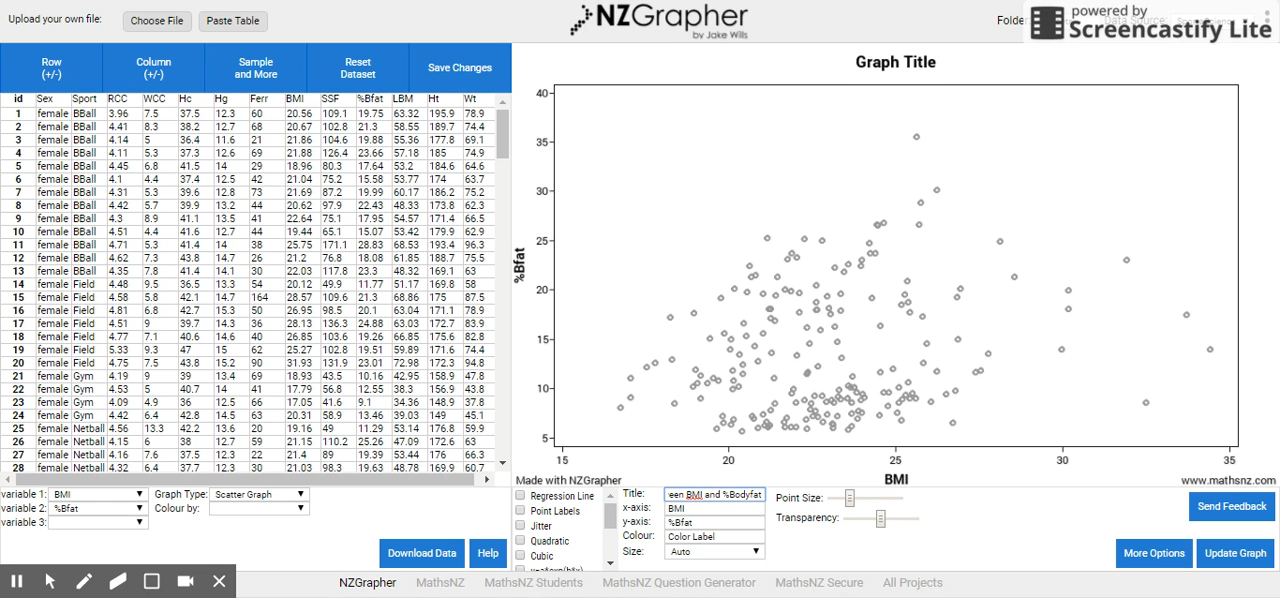 Upload your own file: Choose File Paste Table
NZGrapher
by Jake Wills
Folder
powered by
Screencastify Lite
Data Source:
Row (+/-) Column (+/-) Sample and More Reset Dataset Save Changes
id Sex Sport RCC WCC Hc Hg Ferr BMI SSF %Bfat LBM Ht Wt
1 female BBall 3.96 7.5 37.5 12.3 60 20.56 109.1 19.75 63.32 195.9 78.9
2 female BBall 4.41 8.3 38.2 12.7 68 20.67 102.8 21.3 58.55 189.7 74.4
3 female BBall 4.14 5 36.4 11.6 21 21.86 104.6 19.88 55.36 177.8 69.1
4 female BBall 4.11 5.3 37.3 12.6 69 21.88 126.4 23.66 57.18 185 74.9
5 female BBall 4.45 6.8 41.5 14 29 18.96 80.3 17.64 53.2 184.6 64.6
6 female BBall 4.1 4.4 37.4 12.5 42 21.04 75.2 15.58 53.77 174 63.7
7 female BBall 4.31 5.3 39.6 12.8 73 21.69 87.2 19.99 60.17 186.2 75.2
8 female BBall 4.42 5.7 39.9 13.2 44 20.62 97.9 22.43 48.33 173.8 62.3
9 female BBall 4.3 8.9 41.1 13.5 41 22.64 75.1 17.95 54.57 171.4 66.5
10 female BBall 4.51 4.4 41.6 12.7 44 19.44 65.1 15.07 53.42 179.9 62.9
11 female BBall 4.71 5.3 41.4 14 38 25.75 171.1 28.83 68.53 193.4 96.3
12 female BBall 4.62 7.3 43.8 14.7 26 21.2 76.8 18.08 61.85 188.7 75.5
13 female BBall 4.35 7.8 41.4 14.1 30 22.03 117.8 23.3 48.32 169.1 63
14 female Field 4.48 9.5 36.5 13.3 54 20.12 49.9 11.77 51.17 169.8 58
15 female Field 4.58 5.8 42.1 14.7 164 28.57 109.6 21.3 68.86 175 87.5
16 female Field 4.81 6.8 42.7 15.3 50 26.95 98.5 20.1 63.04 171.1 78.9
17 female Field 4.51 9 39.7 14.3 36 28.13 136.3 24.88 63.03 172.7 83.9
18 female Field 4.77 7.1 40.6 14.6 40 26.85 103.6 19.26 66.85 175.6 82.8
19 female Field 5.33 9.3 47 15 62 25.27 102.8 19.51 59.89 171.6 74.4
20 female Field 4.75 7.5 43.8 15.2 90 31.93 131.9 23.01 72.98 172.3 94.8
21 female Gym 4.19 9 39 13.4 69 18.93 43.5 10.16 42.95 158.9 47.8
22 female Gym 4.53 5 40.7 14 41 17.79 56.8 12.55 38.3 156.9 43.8
23 female Gym 4.09 4.9 36 12.5 66 17.05 41.6 9.1 34.36 148.9 37.8
24 female Gym 4.42 6.4 42.8 14.5 63 20.31 58.9 13.46 39.03 149 45.1
25 female Netball 4.56 13.3 42.2 13.6 20 19.16 49 11.29 53.14 176.8 59.9
26 female Netball 4.15 6 38 12.7 59 21.15 110.2 25.26 47.09 172.6 63
27 female Netball 4.16 7.6 37.5 12.3 22 21.4 89 19.39 53.44 176 66.3
28 female Netball 4.32 6.4 37.7 12.3 30 21.03 98.3 19.63 48.78 169.9 60.7
Graph Title
%Bfat
40
35
30
25
20
15
10
5
15 20 25 30 35
Made with NZGrapher
BMI
www.mathsnz.com
variable 1: BMI
variable 2: %Bfat
variable 3:
Graph Type: Scatter Graph
Colour by:
Download Data Help
Regression Line
Point Labels
Jitter
Quadratic
Cubic
Title: een BMI and %Bodyfat
x-axis: BMI
y-axis: %Bfat
Colour: Color Label
Size: Auto
Point Size:
Transparency:
Send Feedback
More Options Update Graph
NZGrapher MathsNZ MathsNZ Students MathsNZ Question Generator MathsNZ Secure All Projects